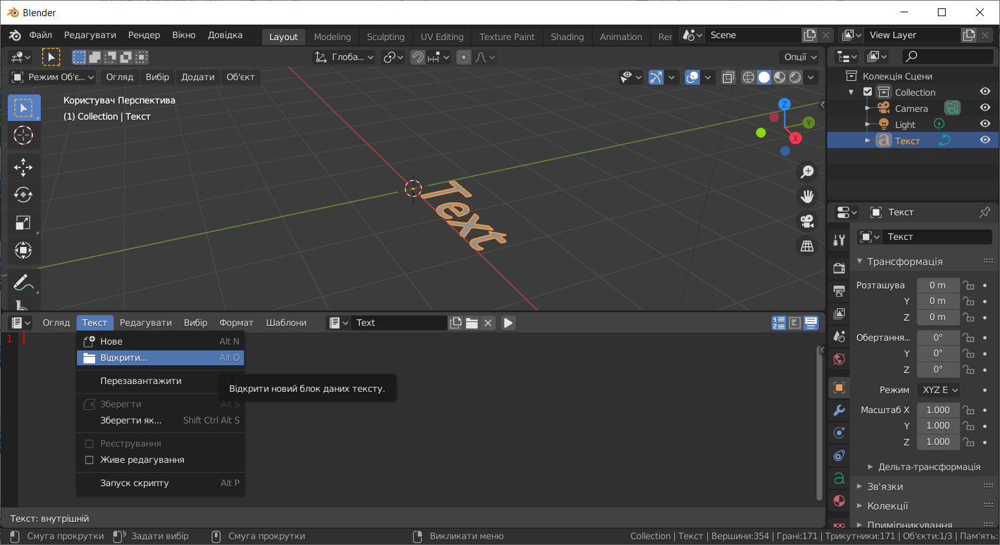 Blender
Файл Редагувати Рендер Вікно Довідка Layout Modeling Sculpting UV Editing Texture Paint Shading Animation Scene View Layer
Глоба... Опції
Режим Об'є... Огляд Вибір Додати Об'єкт
Користувач Перспектива
(1) Collection | Текст
Z
Y
X
Text
Колекція Сцени
Collection
Camera
Light
Текст
Текст
Текст
Трансформація
Розташува 0 m
Y 0 m
Z 0 m
Обертання... 0°
Y 0°
Z 0°
Режим XYZ E
Масштаб X 1.000
Y 1.000
Z 1.000
Дельта-трансформація
Зв'язки
Колекції
Примірникування
Огляд Текст Редагувати Вибір Формат Шаблони Text
1
Нове Alt N
Відкрити... Alt O
Перезавантажити
Відкрити новий блок даних тексту.
Зберегти Alt S
Зберегти як... Shift Ctrl Alt S
Реєстрування
Живе редагування
Запуск скрипту Alt P
Текст: внутрішній
Смуга прокрутки Задати вибір Смуга прокрутки Викликати меню Collection | Текст | Вершини:354 | Грані:171 | Трикутники:171 | Об'єкти:1/3 | Пам'ять: